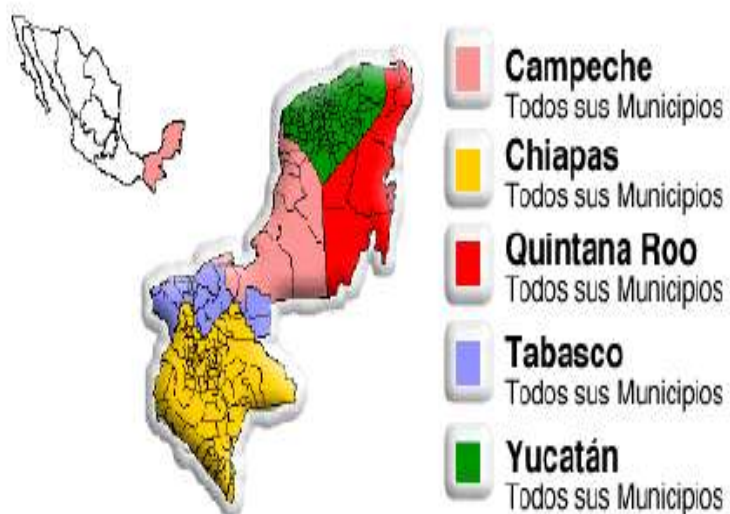 Campeche
Todos sus Municipios
Chiapas
Todos sus Municipios
Quintana Roo
Todos sus Municipios
Tabasco
Todos sus Municipios
Yucatán
Todos sus Municipios